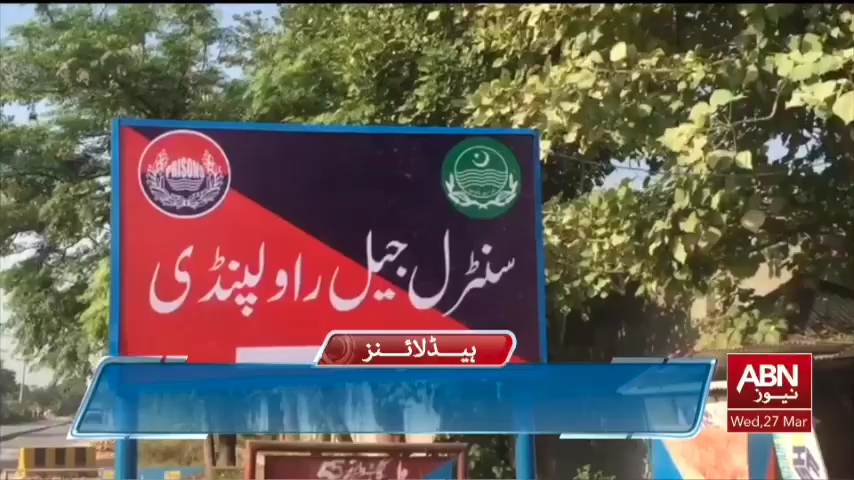 PRISONS
سنٹرل جیل راولپنڈی
ہیڈلائنز
ABN
نیوز
Wed,27 Mar